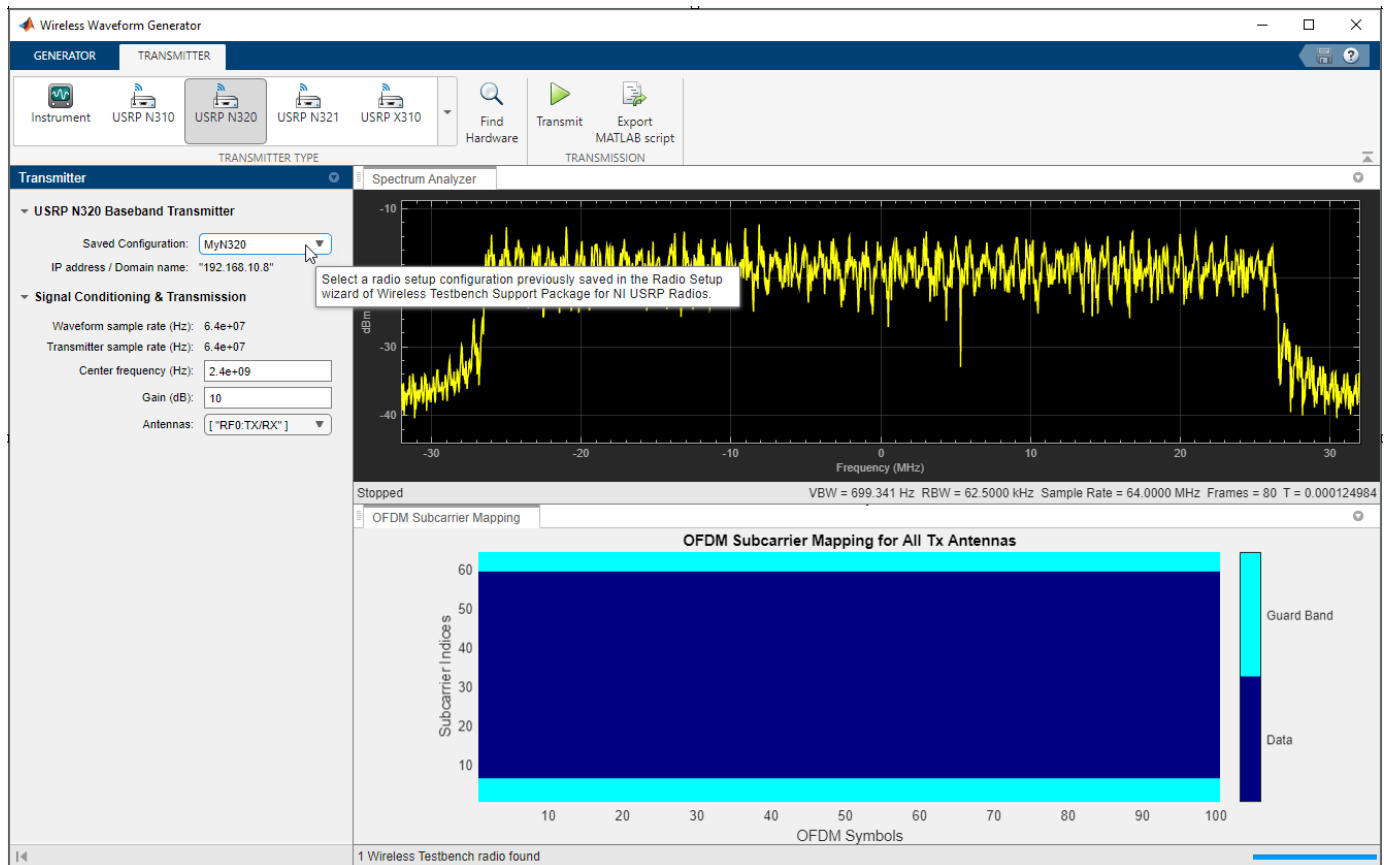 Wireless Waveform Generator
GENERATOR
TRANSMITTER
?
Instrument
USRP N310
USRP N320
USRP N321
USRP X310
Find
Hardware
Transmit
Export
MATLAB script
TRANSMITTER TYPE
TRANSMISSION
Transmitter
USRP N320 Baseband Transmitter
Saved Configuration: MyN320
IP address / Domain name: "192.168.10.8"
Signal Conditioning & Transmission
Waveform sample rate (Hz): 6.4e+07
Transmitter sample rate (Hz): 6.4e+07
Center frequency (Hz): 2.4e+09
Gain (dB): 10
Antennas: [ "RF0:TX/RX" ]
Select a radio setup configuration previously saved in the Radio Setup
wizard of Wireless Testbench Support Package for NI USRP Radios.
Spectrum Analyzer
-10
-30
-40
dBm
-30 -20 -10 0 10 20 30
Frequency (MHz)
Stopped
VBW = 699.341 Hz RBW = 62.5000 kHz Sample Rate = 64.0000 MHz Frames = 80 T = 0.000124984
OFDM Subcarrier Mapping
OFDM Subcarrier Mapping for All Tx Antennas
60
50
40
30
20
10
Subcarrier Indices
10 20 30 40 50 60 70 80 90 100
OFDM Symbols
Guard Band
Data
1 Wireless Testbench radio found